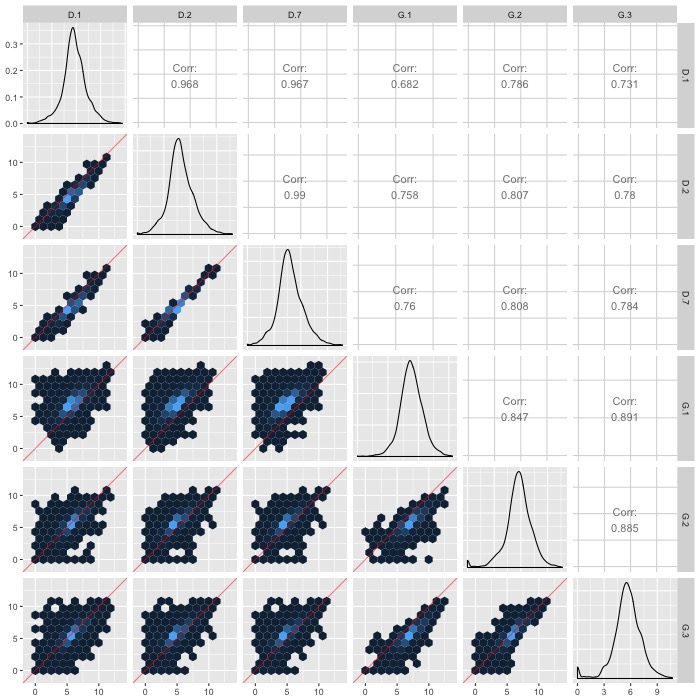 D.1 D.2 D.7 G.1 G.2 G.3
0.3
0.2
0.1
0.0
Corr:
0.968
Corr:
0.967
Corr:
0.682
Corr:
0.786
Corr:
0.731
D.1
10
5
0
Corr:
0.99
Corr:
0.758
Corr:
0.807
Corr:
0.78
D.2
10
5
0
Corr:
0.76
Corr:
0.808
Corr:
0.784
D.7
10
5
0
Corr:
0.847
Corr:
0.891
G.1
10
5
0
Corr:
0.885
G.2
10
5
0
G.3
0 5 10 0 5 10 0 5 10 0 5 10 0 5 10 0 3 6 9